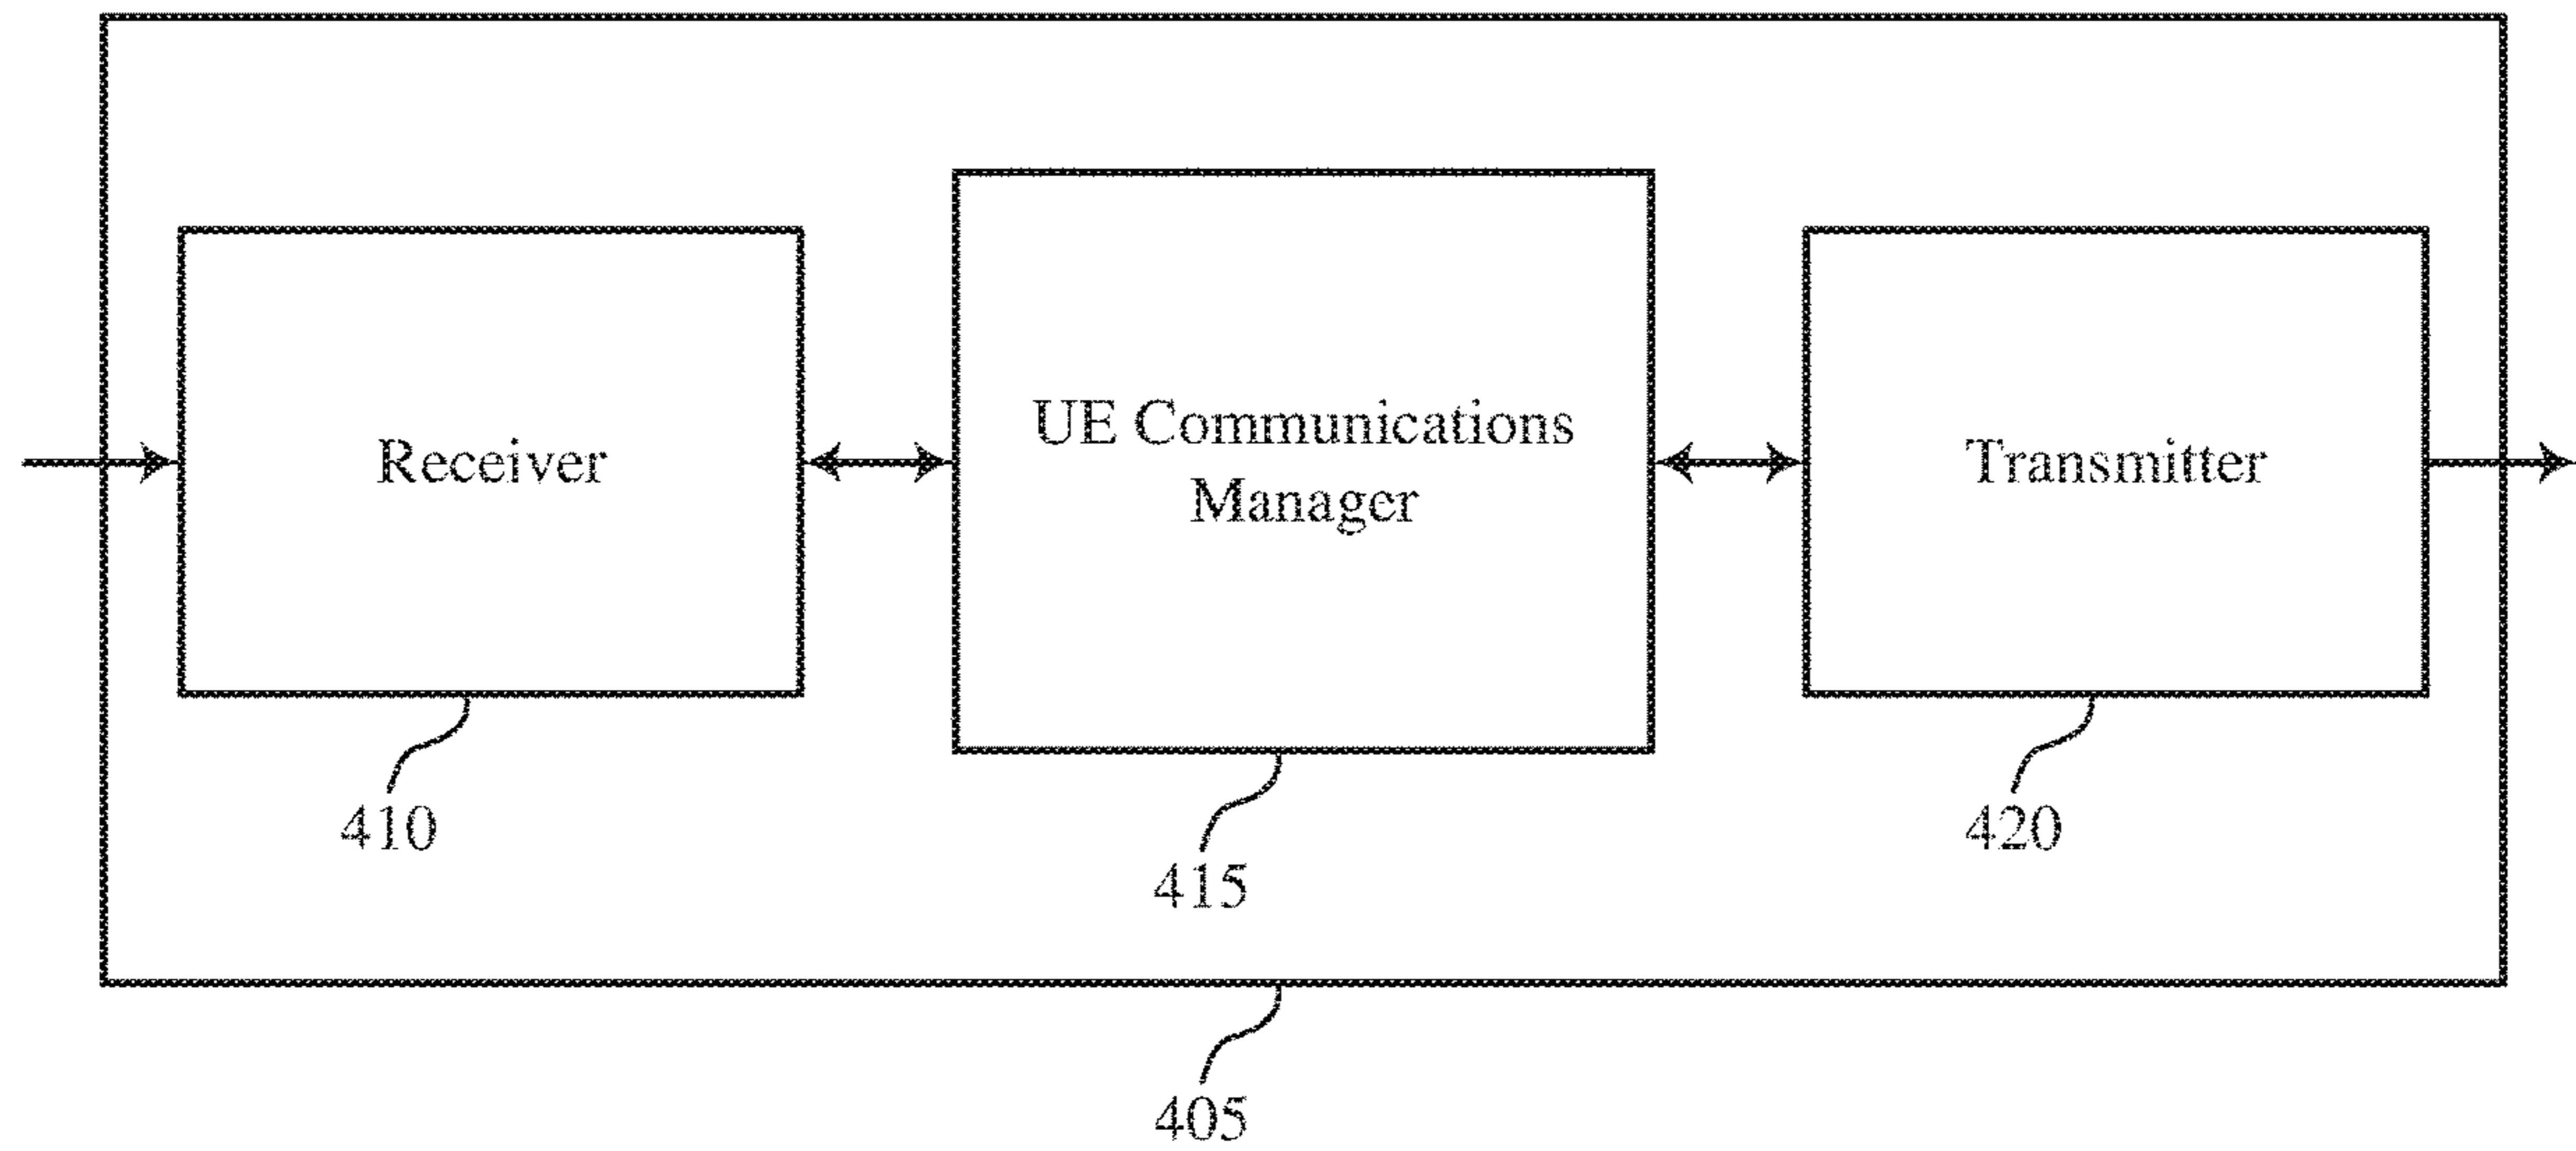 Receiver
UE Communications
Manager
Transmitter
410
415
420
405